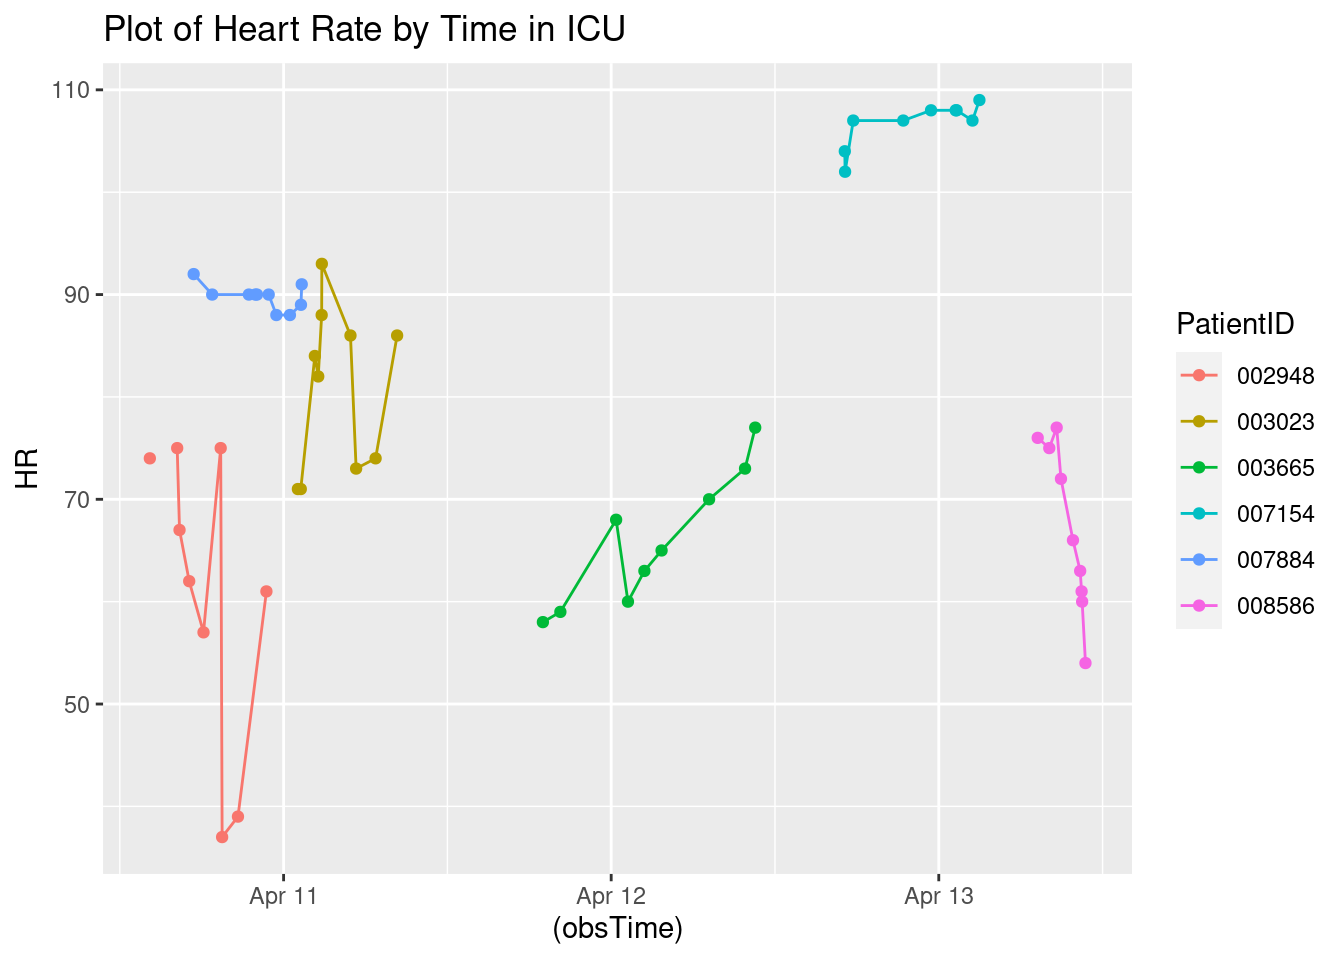 Plot of Heart Rate by Time in ICU
110
90
70
50
HR
Apr 11
Apr 12
Apr 13
(obsTime)
PatientID
002948
003023
003665
007154
007884
008586